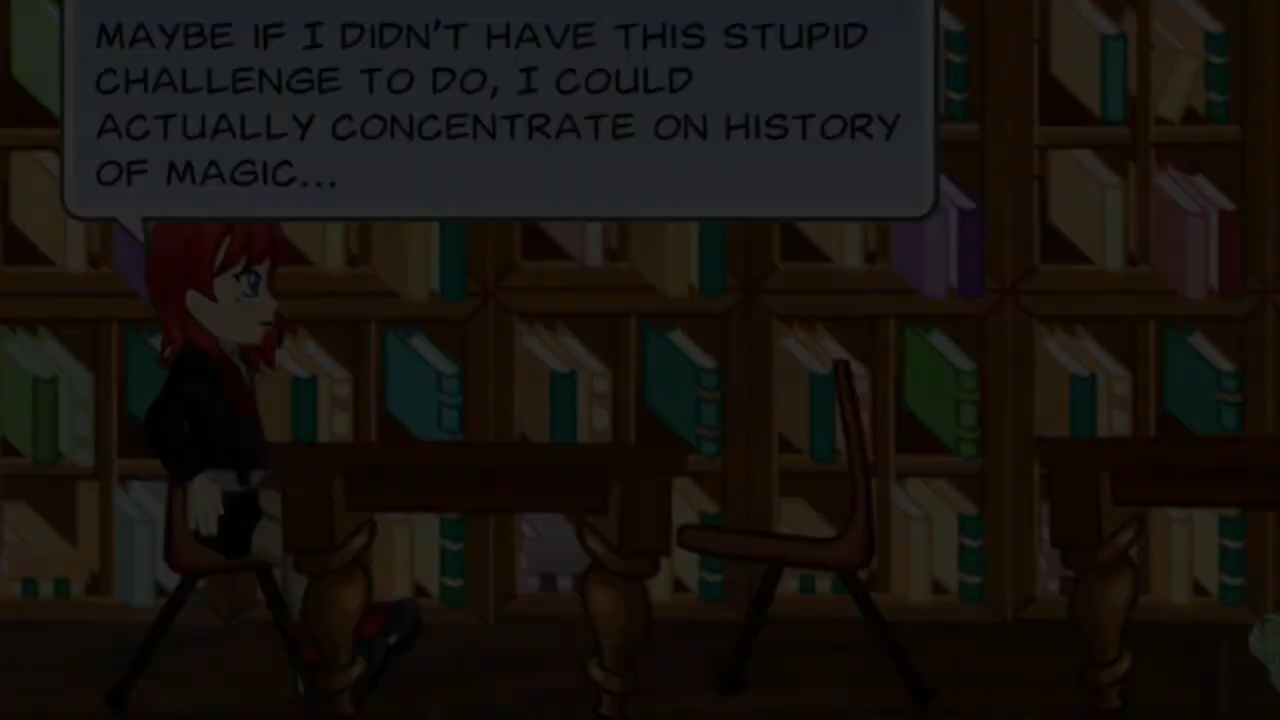 MAYBE IF I DIDN'T HAVE THIS STUPID
CHALLENGE TO DO, I COULD
ACTUALLY CONCENTRATE ON HISTORY
OF MAGIC...